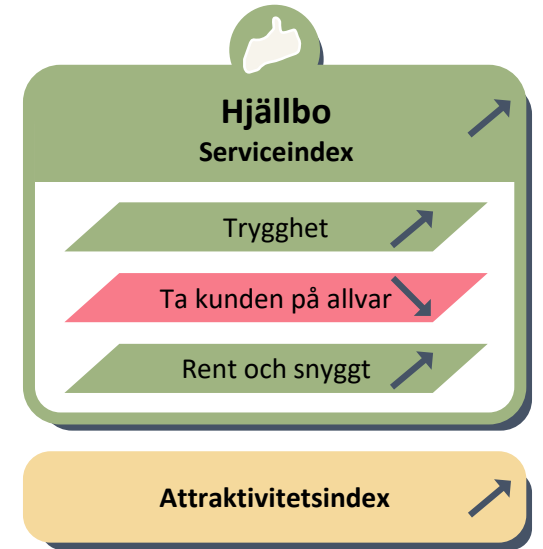 Hjällbo
Serviceindex
Trygghet
Ta kunden på allvar
Rent och snyggt
Attraktivitetsindex